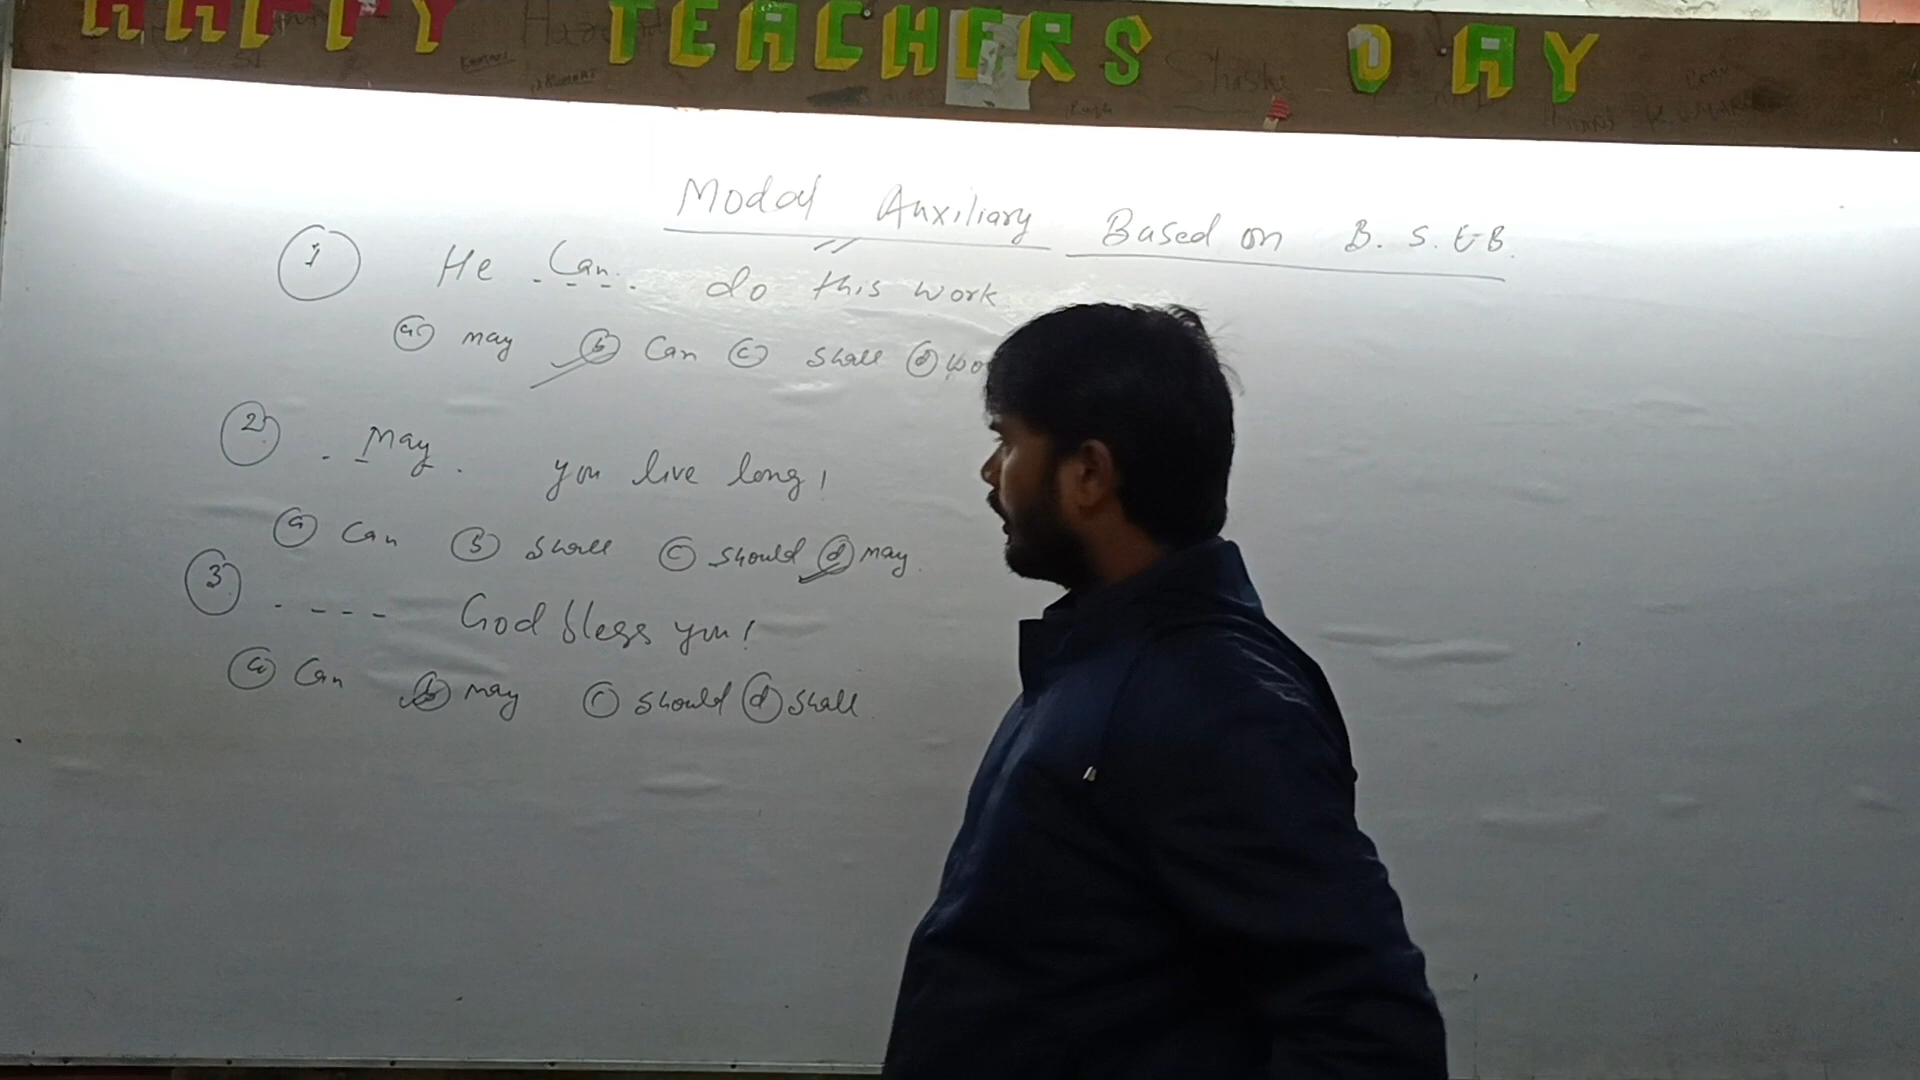 HAPPY TEACHERS DAY
Modal Auxiliary Based on B. S. E B.
1 He Can do this work
a may b Can c shall d
2 May you live long!
a Can b shall c should d may
3 ---- God bless you!
a Can b may c should d shall